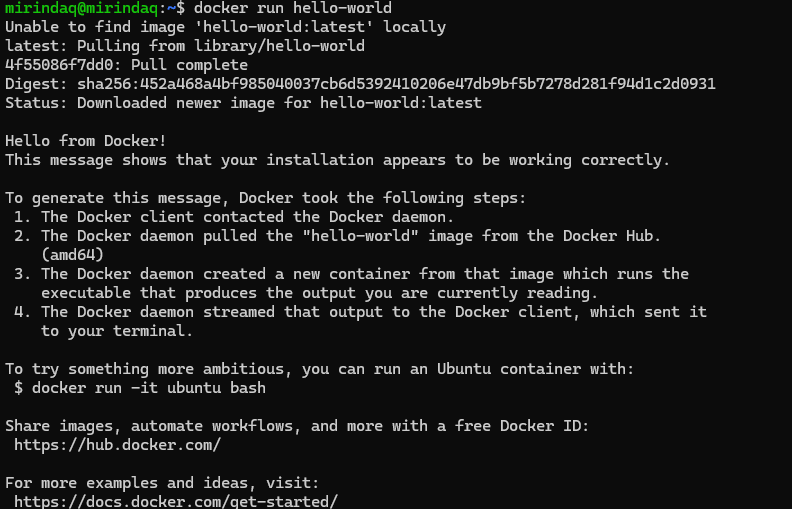 mirindaq@mirindaq:~$ docker run hello-world
Unable to find image 'hello-world:latest' locally
latest: Pulling from library/hello-world
4f55086f7dd0: Pull complete
Digest: sha256:452a468a4bf985040037cb6d5392410206e47db9bf5b7278d281f94d1c2d0931
Status: Downloaded newer image for hello-world:latest

Hello from Docker!
This message shows that your installation appears to be working correctly.

To generate this message, Docker took the following steps:
 1. The Docker client contacted the Docker daemon.
 2. The Docker daemon pulled the "hello-world" image from the Docker Hub.
    (amd64)
 3. The Docker daemon created a new container from that image which runs the
    executable that produces the output you are currently reading.
 4. The Docker daemon streamed that output to the Docker client, which sent it
    to your terminal.

To try something more ambitious, you can run an Ubuntu container with:
 $ docker run -it ubuntu bash

Share images, automate workflows, and more with a free Docker ID:
 https://hub.docker.com/

For more examples and ideas, visit:
 https://docs.docker.com/get-started/